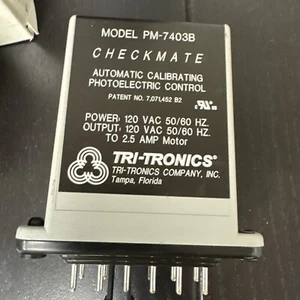 MODEL PM-7403B
CHECKMATE
AUTOMATIC CALIBRATING
PHOTOELECTRIC CONTROL
PATENT NO. 7,071,452 B2
POWER: 120 VAC 50/60 HZ.
OUTPUT: 120 VAC 50/60 HZ.
TO 2.5 AMP Motor
TRI-TRONICS®
TRI-TRONICS COMPANY, INC.
Tampa, Florida